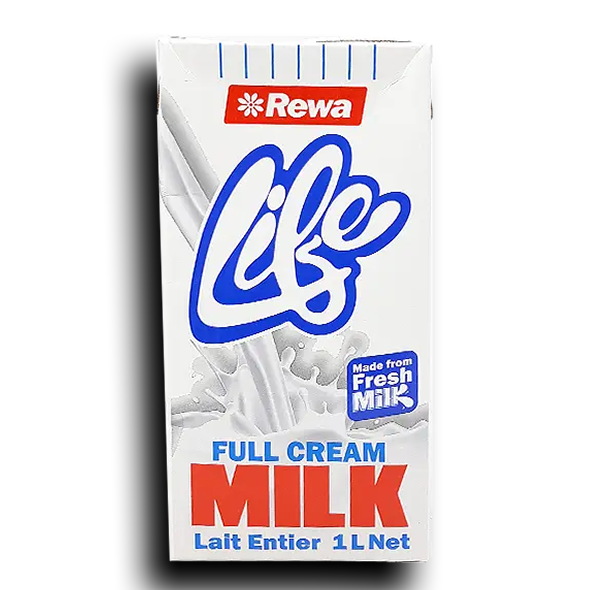 Rewa
Life
Made from
Fresh
Milk
FULL CREAM
MILK
Lait Entier 1 L Net